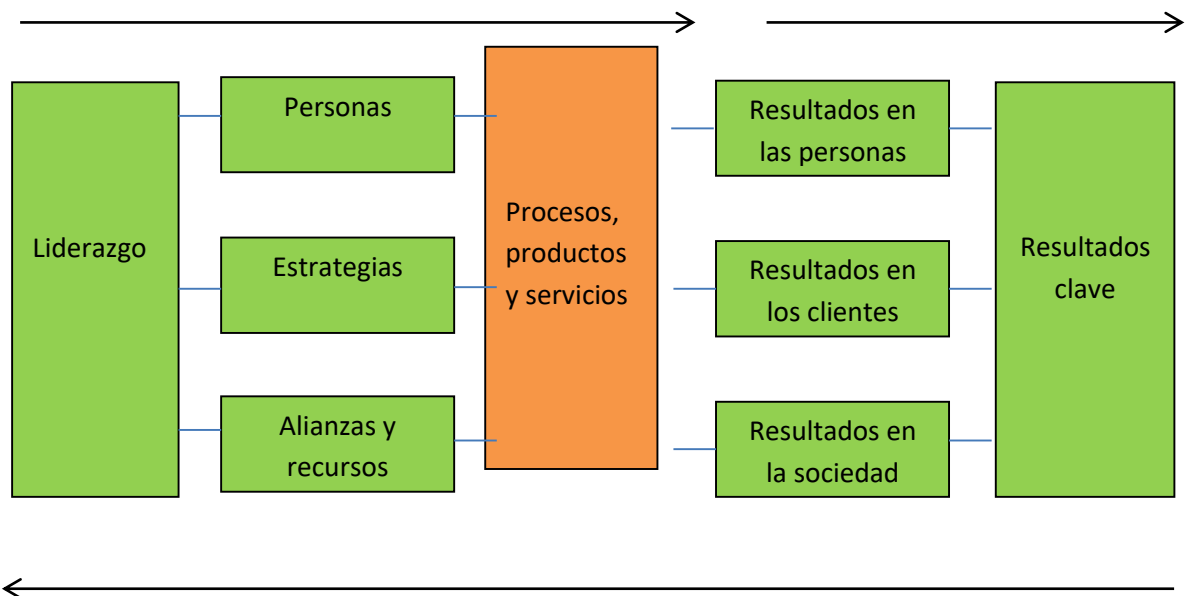 Liderazgo
Personas
Estrategias
Alianzas y
recursos
Procesos,
productos
y servicios
Resultados en
las personas
Resultados en
los clientes
Resultados en
la sociedad
Resultados
clave